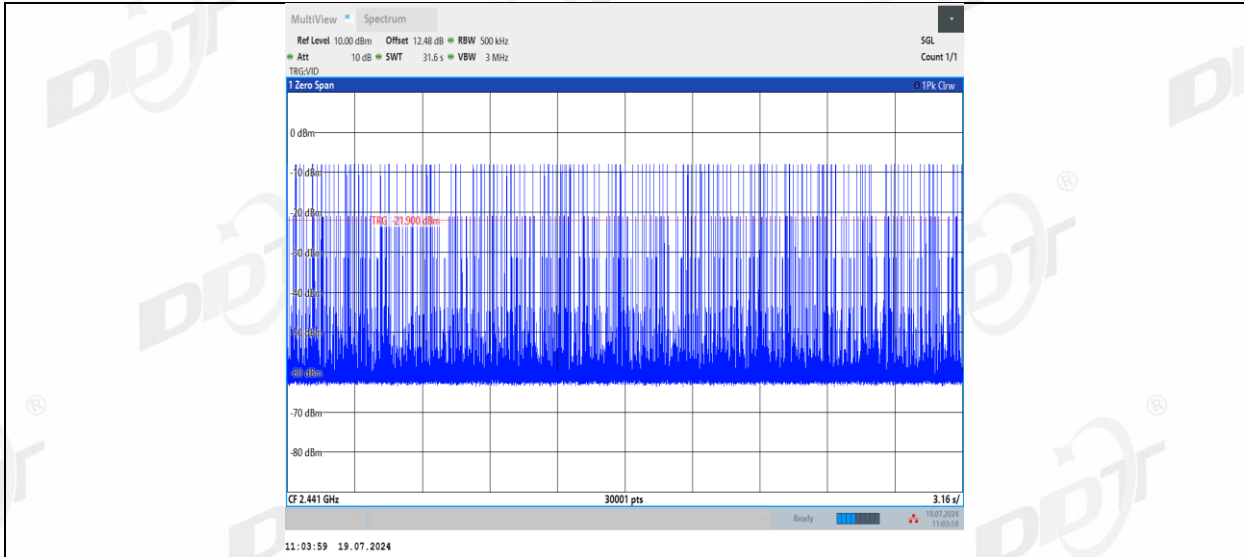 MultiView Spectrum
Ref Level 10.00 dBm Offset 12.48 dB RBW 500 kHz SGL
Att 10 dB SWT 31.6 s VBW 3 MHz Count 1/1
TRG:VID
1 Zero Span 1Pk Clrw
0 dBm
-10 dBm
-20 dBm
TRG -21.900 dBm
-30 dBm
-40 dBm
-60 dBm
-70 dBm
-80 dBm
CF 2.441 GHz 30001 pts 3.16 s/
Ready 19.07.2024
11:03:59
11:03:59 19.07.2024